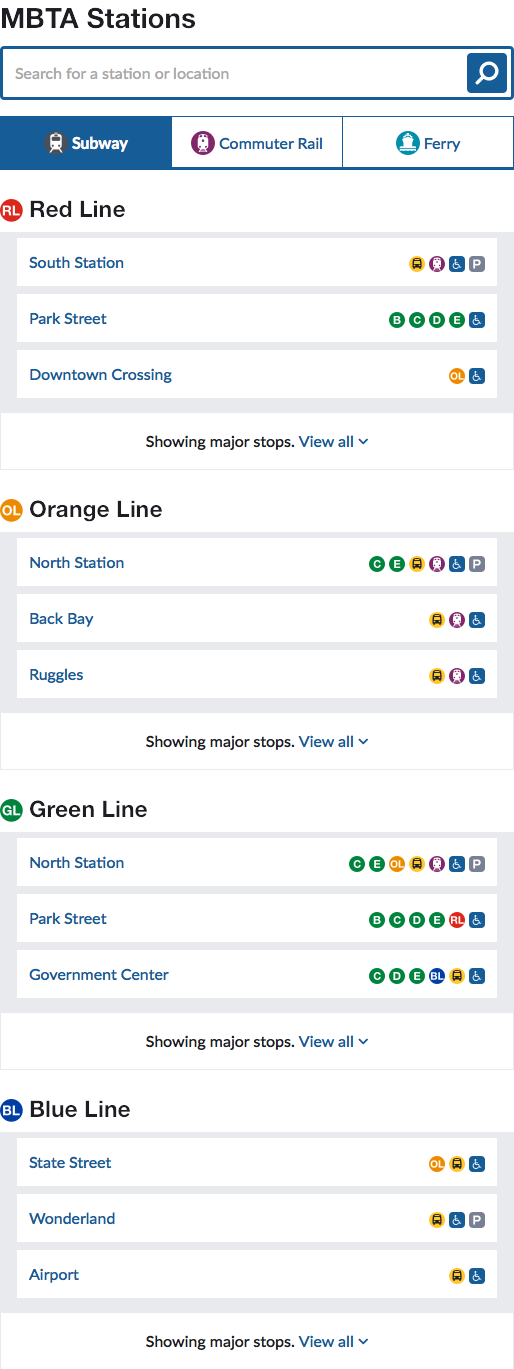 MBTA Stations
Search for a station or location
Subway Commuter Rail Ferry
RL Red Line
South Station P
Park Street B C D E
Downtown Crossing OL
Showing major stops. View all
OL Orange Line
North Station C E P
Back Bay
Ruggles
Showing major stops. View all
GL Green Line
North Station C E OL P
Park Street B C D E RL
Government Center C D E BL
Showing major stops. View all
BL Blue Line
State Street OL
Wonderland P
Airport
Showing major stops. View all